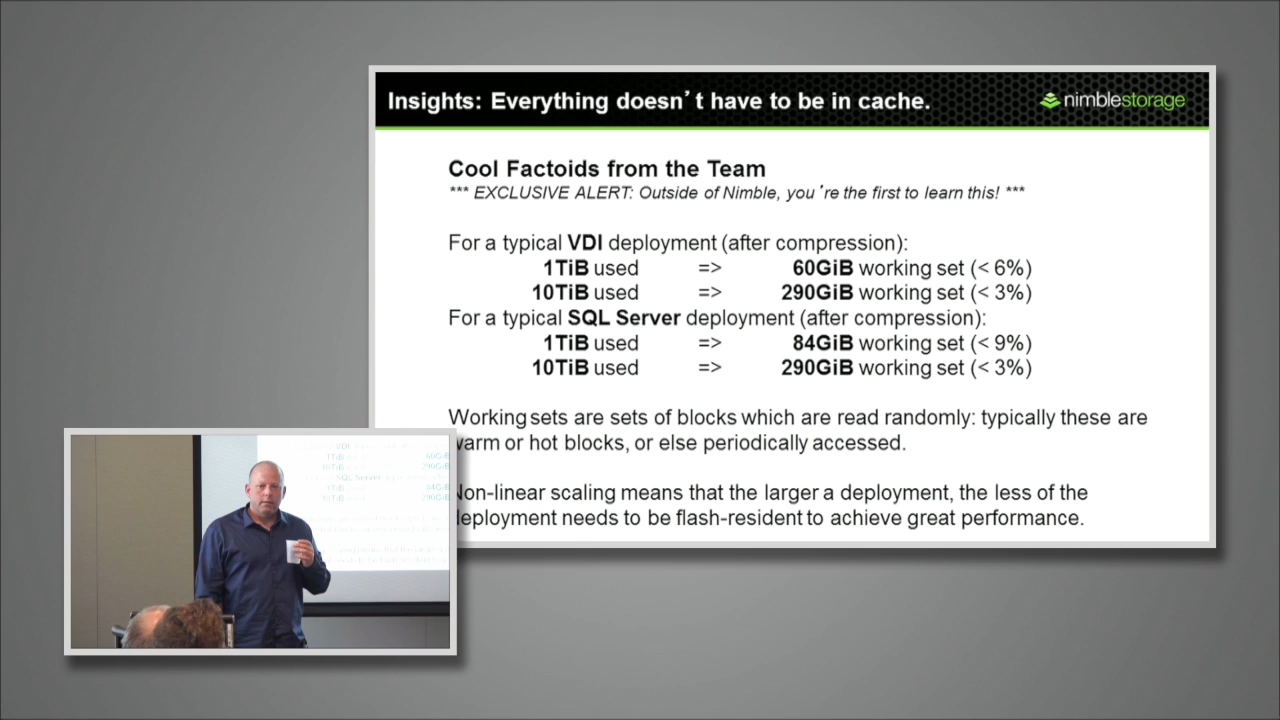 Insights: Everything doesn't have to be in cache.
nimblestorage
Cool Factoids from the Team
*** EXCLUSIVE ALERT: Outside of Nimble, you're the first to learn this! ***
For a typical VDI deployment (after compression):
1TiB used => 60GiB working set (< 6%)
10TiB used => 290GiB working set (< 3%)
For a typical SQL Server deployment (after compression):
1TiB used => 84GiB working set (< 9%)
10TiB used => 290GiB working set (< 3%)
Working sets are sets of blocks which are read randomly: typically these are
warm or hot blocks, or else periodically accessed.
Non-linear scaling means that the larger a deployment, the less of the
deployment needs to be flash-resident to achieve great performance.